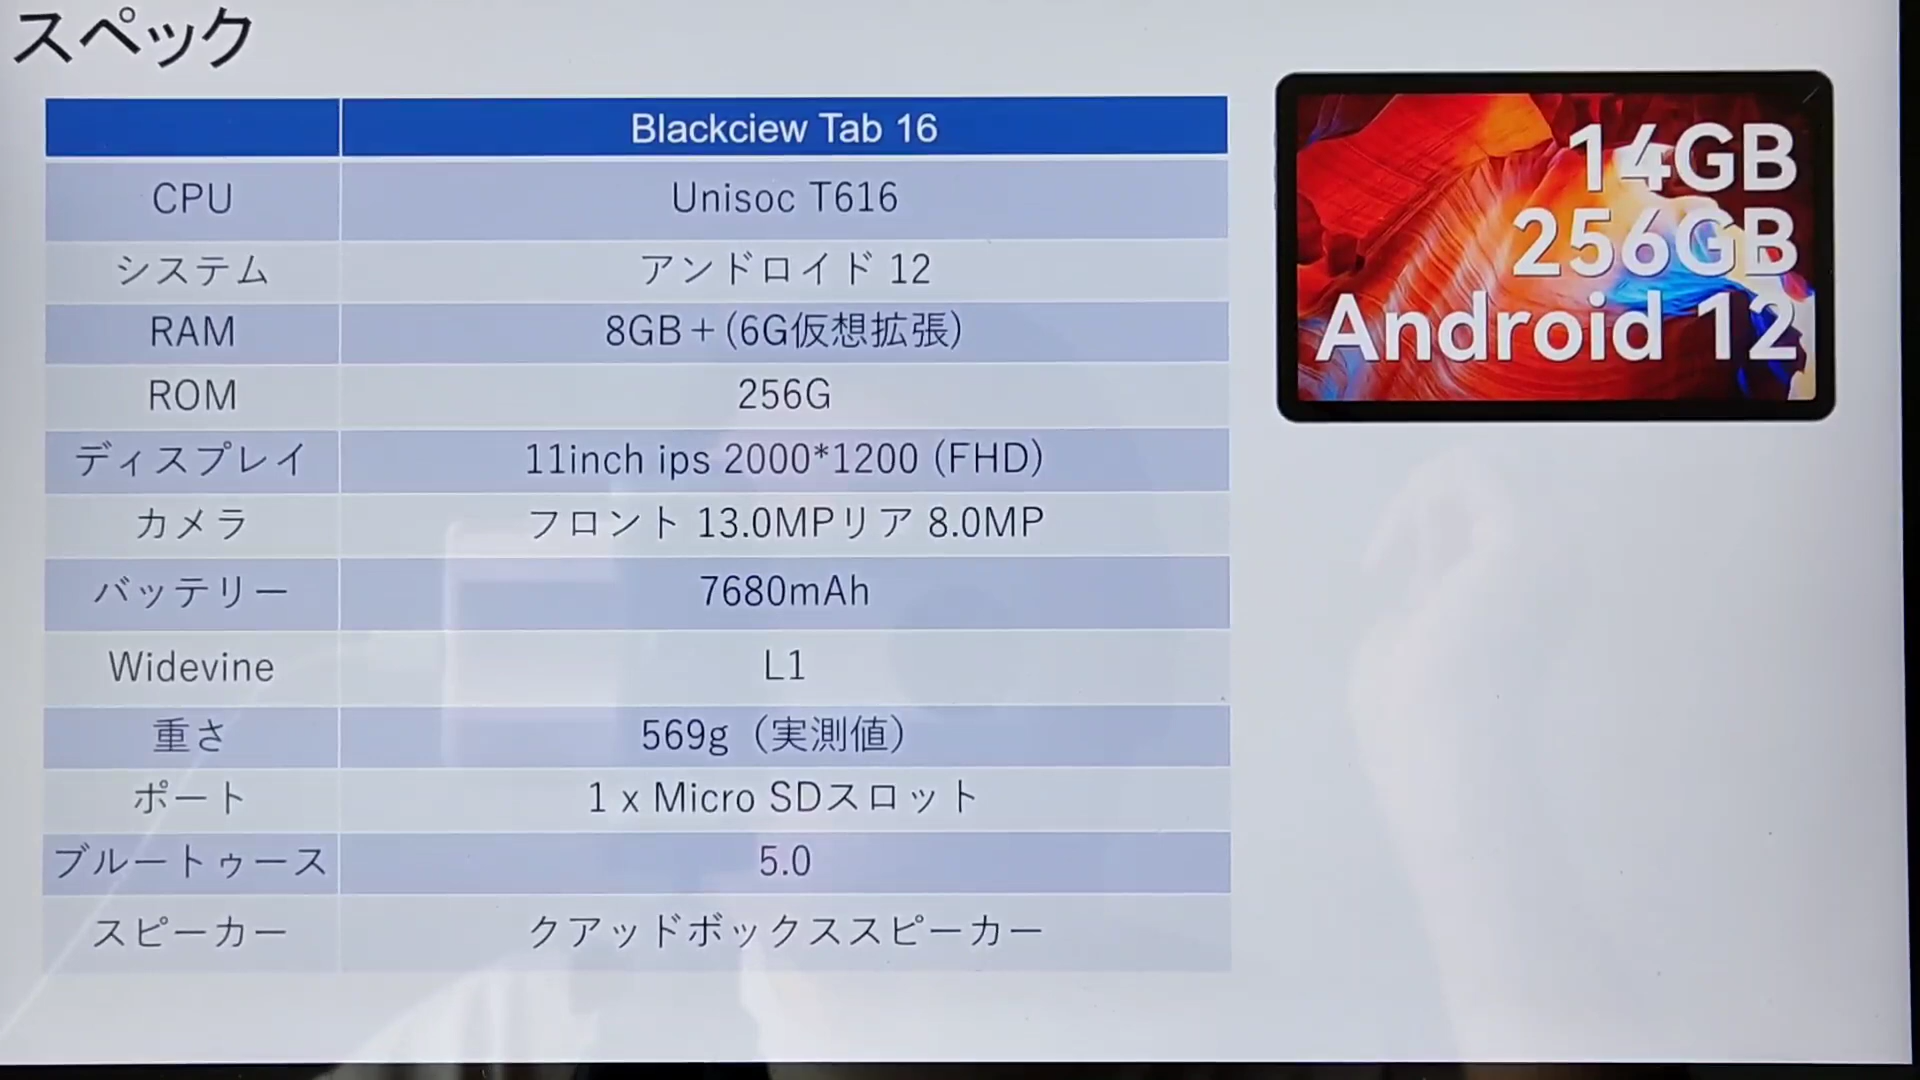 スペック
Blackciew Tab 16
CPU Unisoc T616
システム アンドロイド 12
RAM 8GB+(6G仮想拡張)
ROM 256G
ディスプレイ 11inch ips 2000*1200 (FHD)
カメラ フロント 13.0MPリア 8.0MP
バッテリー 7680mAh
Widevine L1
重さ 569g（実測値）
ポート 1 x Micro SDスロット
ブルートゥース 5.0
スピーカー クアッドボックススピーカー
14GB
256GB
Android 12